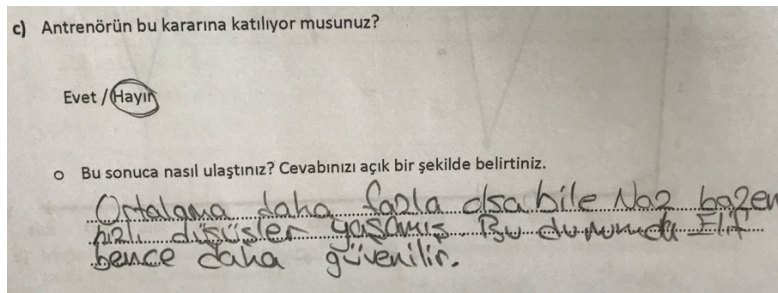 c) Antrenörün bu kararına katılıyor musunuz?
Evet / Hayır
o Bu sonuca nasıl ulaştınız? Cevabınızı açık bir şekilde belirtiniz.
Ortalama daha fazla olsa bile Naz bazen
hızlı düşüşler yaşamış. Bu durumda Elif
bence daha güvenilir.